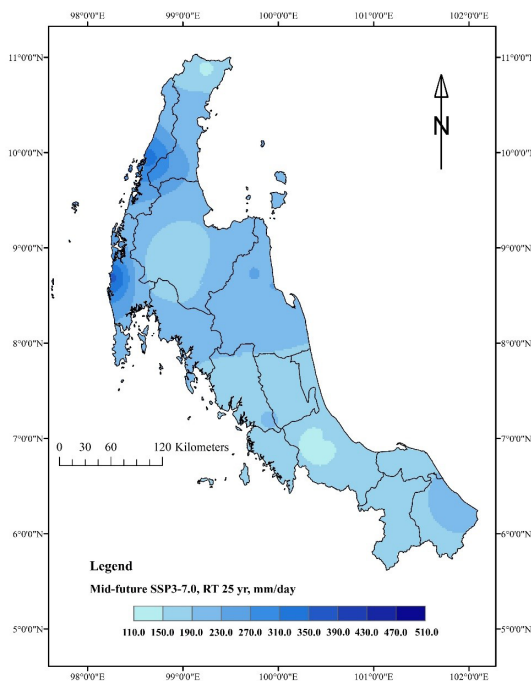 98°0'0"E 99°0'0"E 100°0'0"E 101°0'0"E 102°0'0"E
11°0'0"N 11°0'0"N
N
10°0'0"N 10°0'0"N
9°0'0"N 9°0'0"N
8°0'0"N 8°0'0"N
7°0'0"N 7°0'0"N
0 30 60 120 Kilometers
6°0'0"N 6°0'0"N
Legend
Mid-future SSP3-7.0, RT 25 yr, mm/day
110.0 190.0 270.0 350.0 430.0 510.0
150.0 230.0 310.0 390.0 470.0
5°0'0"N 5°0'0"N
98°0'0"E 99°0'0"E 100°0'0"E 101°0'0"E 102°0'0"E